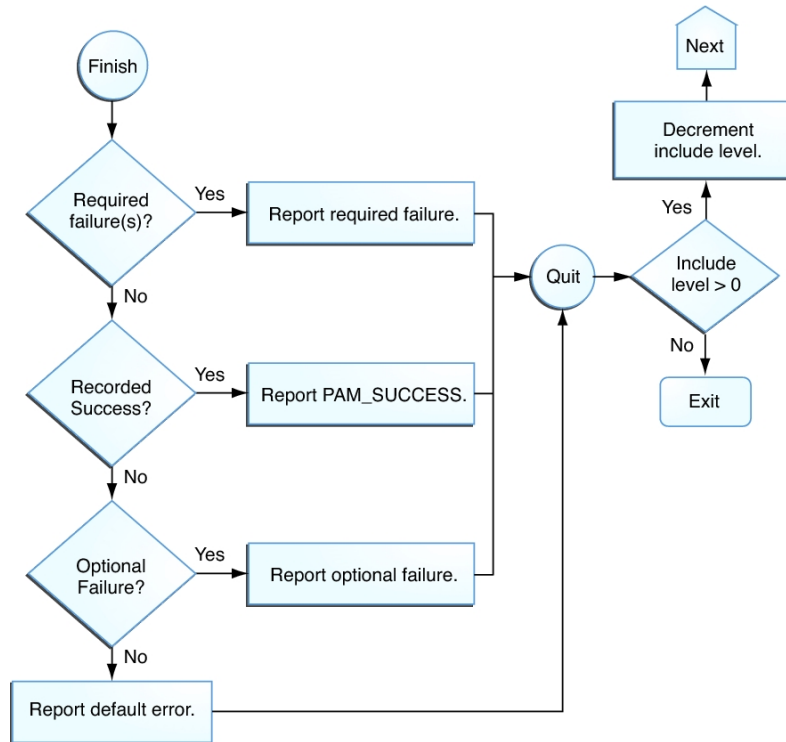 Finish
Required
failure(s)?
Yes
Report required failure.
No
Recorded
Success?
Yes
Report PAM_SUCCESS.
No
Optional
Failure?
Yes
Report optional failure.
No
Report default error.
Quit
Include
level > 0
Yes
Decrement
include level.
Next
No
Exit